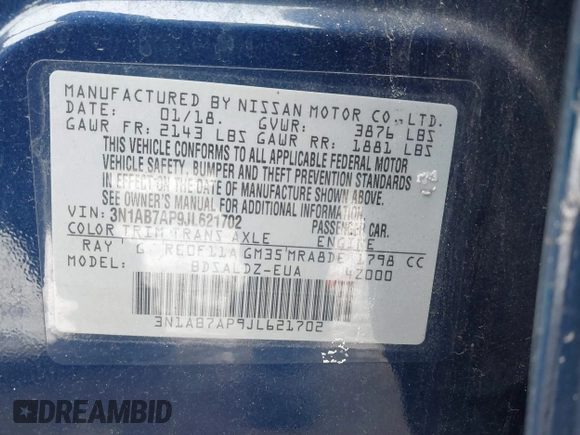 MANUFACTURED BY NISSAN MOTOR CO., LTD.
DATE: 01/18. GVWR: 3876 LBS
GAWR FR: 2143 LBS GAWR RR: 1881 LBS
THIS VEHICLE CONFORMS TO ALL APPLICABLE FEDERAL MOTOR
VEHICLE SAFETY, BUMPER AND THEFT PREVENTION STANDARDS
IN EFFECT ON THE DATE OF MANUFACTURE SHOWN ABOVE.
SEE OWNER'S MANUAL FOR ADDITIONAL INFORMATION.
VIN: 3N1AB7AP9JL621702 PASSENGER CAR.
COLOR TRIM TRANS AXLE ENGINE
RAY G RE0F11A GM35 MRA8DE 1798 CC
MODEL: BDSALDZ-EUA 4Z000
3N1AB7AP9JL621702
DREAMBID